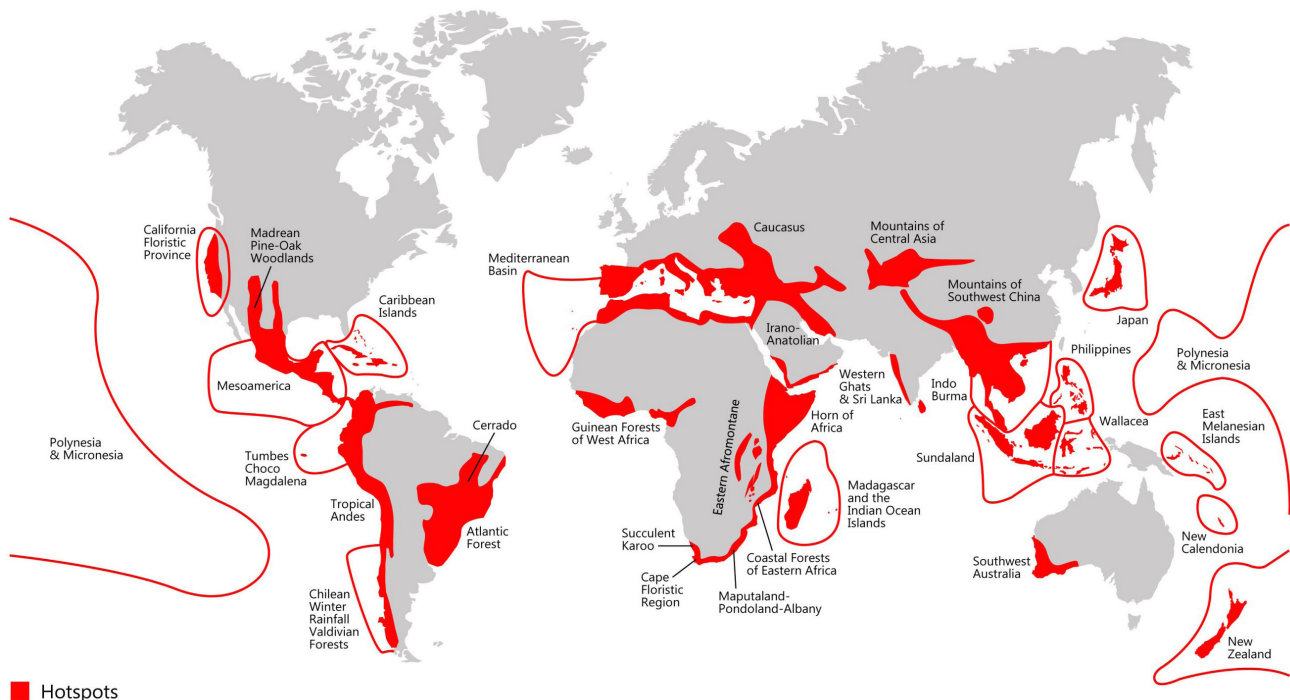 California
Floristic
Province
Madrean
Pine-Oak
Woodlands
Caribbean
Islands
Mesoamerica
Polynesia
& Micronesia
Tumbes
Choco
Magdalena
Tropical
Andes
Cerrado
Atlantic
Forest
Chilean
Winter
Rainfall
Valdivian
Forests
Mediterranean
Basin
Caucasus
Mountains of
Central Asia
Mountains of
Southwest China
Irano-
Anatolian
Western
Ghats
& Sri Lanka
Indo
Burma
Guinean Forests
of West Africa
Horn of
Africa
Eastern Afromontane
Madagascar
and the
Indian Ocean
Islands
Coastal Forests
of Eastern Africa
Succulent
Karoo
Cape
Floristic
Region
Maputaland-
Pondoland-Albany
Japan
Philippines
Polynesia
& Micronesia
Wallacea
East
Melanesian
Islands
Sundaland
New
Calendonia
Southwest
Australia
New
Zealand
Hotspots